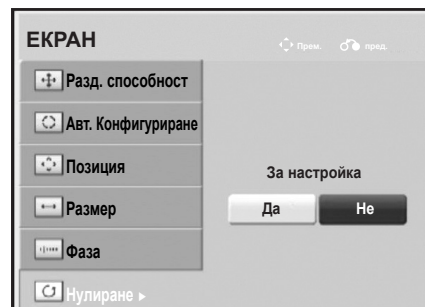 ЕКРАН
Прем. пред.
Разд. способност
Авт. Конфигуриране
Позиция
Размер
Фаза
Нулиране ►
За настройка
Да Не